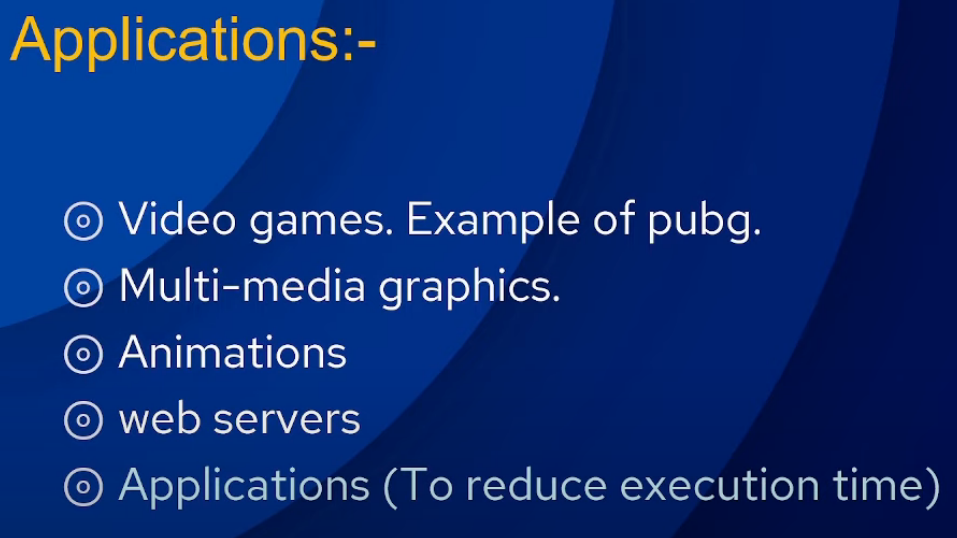 Applications:-
Video games. Example of pubg.
Multi-media graphics.
Animations
web servers
Applications (To reduce execution time)